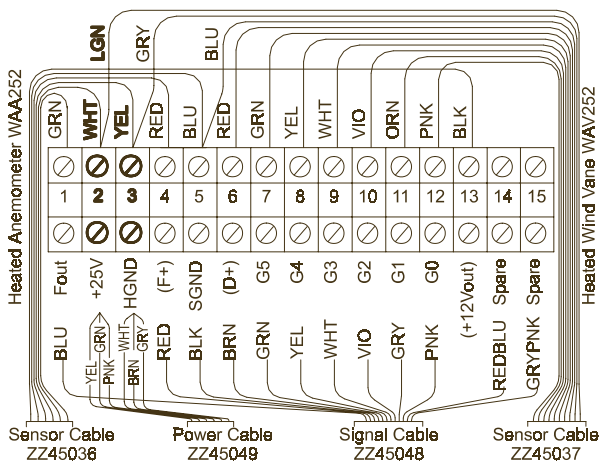 LGN GRY BLU
GRN WHT YEL RED BLU RED GRN YEL WHT VIO ORN PNK BLK
Heated Anemometer WAA252
Heated Wind Vane WAV252
1 2 3 4 5 6 7 8 9 10 11 12 13 14 15
Fout +25V HGND (F+) SGND (D+) G5 G4 G3 G2 G1 G0 (+12Vout) Spare Spare
BLU YEL GRN PNK WHT BRN GRY RED BLK BRN GRN YEL WHT VIO GRY PNK REDBLU GRYPNK
Sensor Cable Power Cable Signal Cable Sensor Cable
ZZ45036 ZZ45049 ZZ45048 ZZ45037